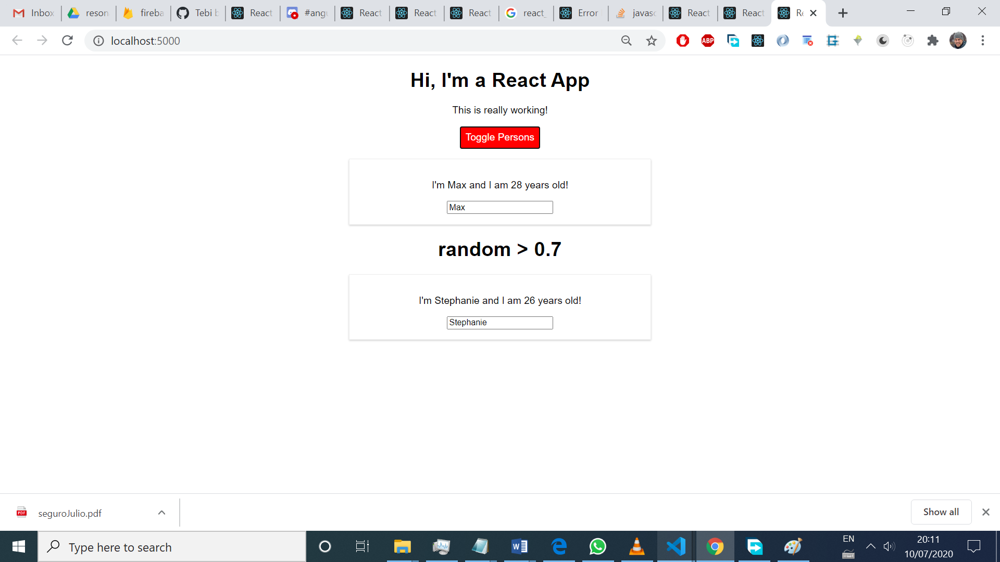 Inbox
reson
fireba
Tebi b
React
#angu
React
React
React
react_
Error
javasc
React
React
Re
localhost:5000
ABP
Hi, I'm a React App
This is really working!
Toggle Persons
I'm Max and I am 28 years old!
Max
random > 0.7
I'm Stephanie and I am 26 years old!
Stephanie
PDF
seguroJulio.pdf
Show all
Type here to search
W
EN
20:11
10/07/2020